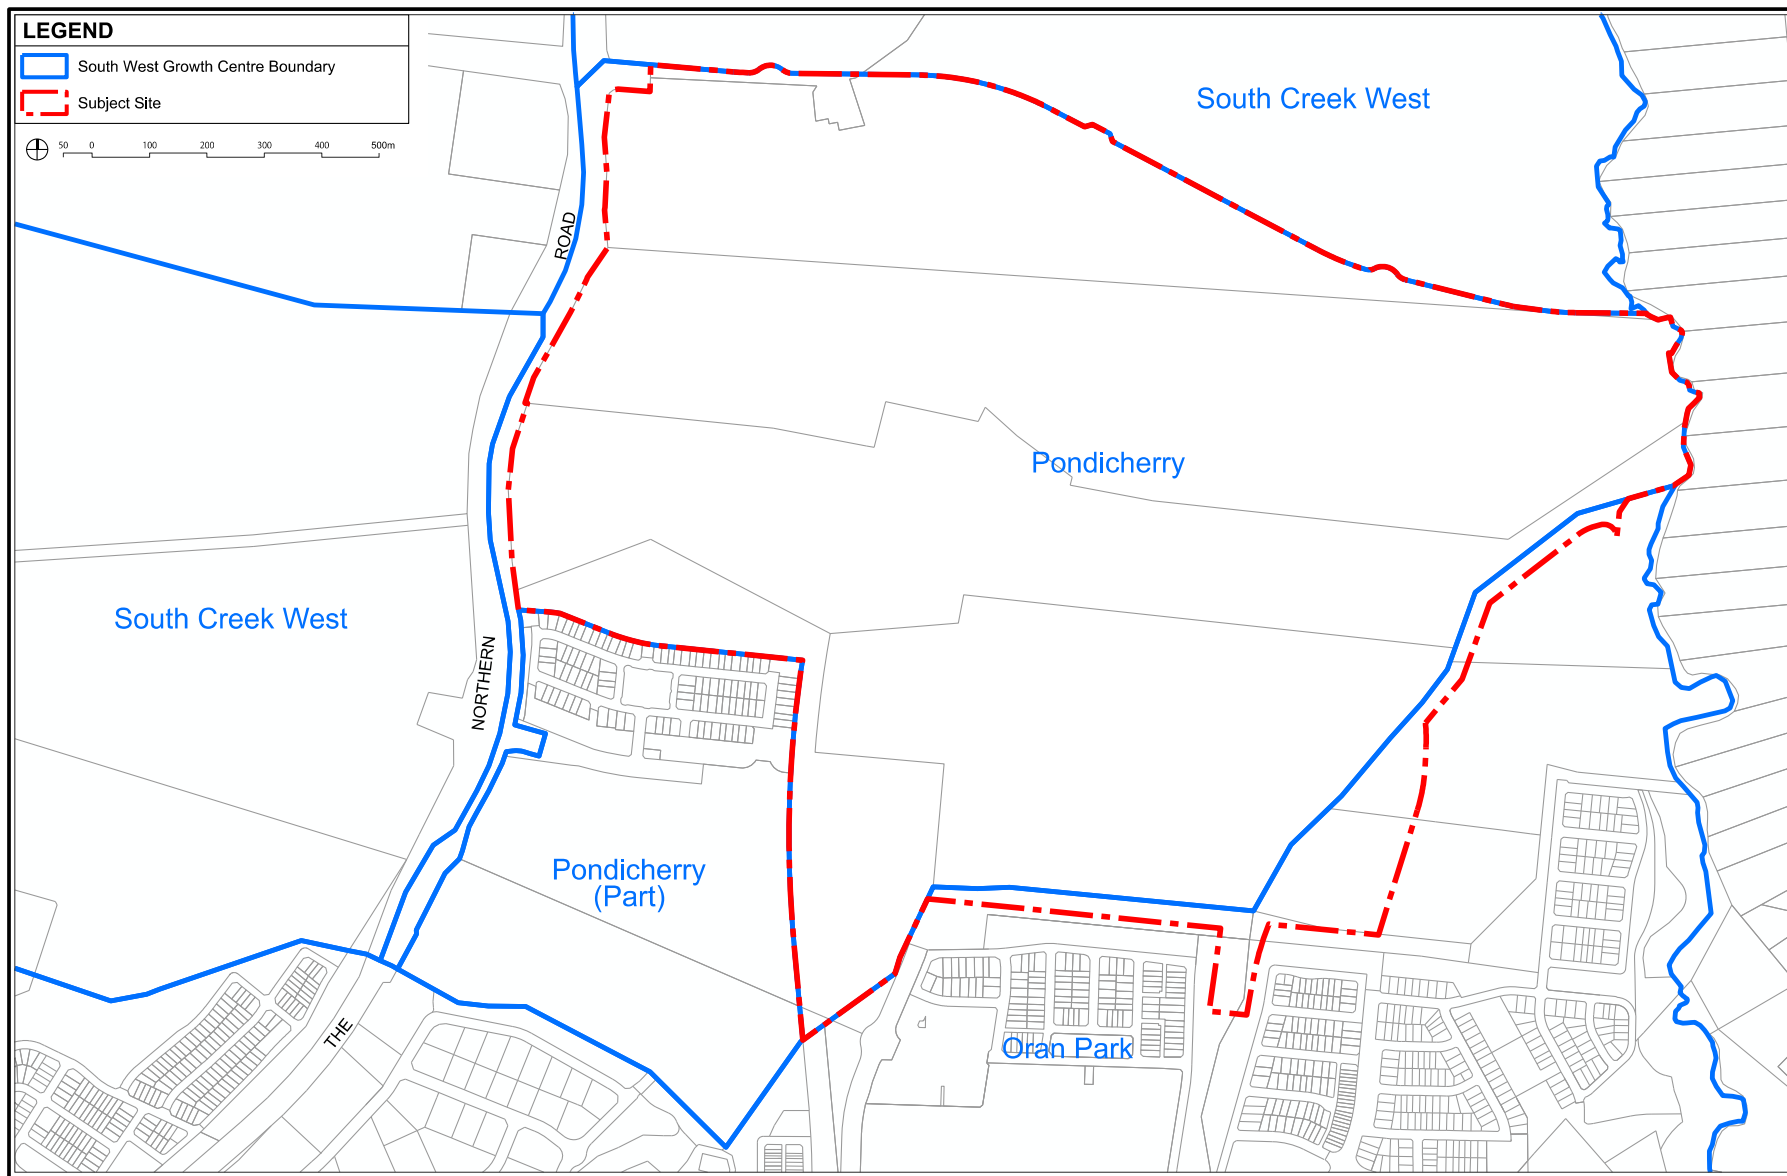 LEGEND
South West Growth Centre Boundary
Subject Site
50 0 100 200 300 400 500m
South Creek West
ROAD
Pondicherry
South Creek West
NORTHERN
Pondicherry
(Part)
THE
Oran Park